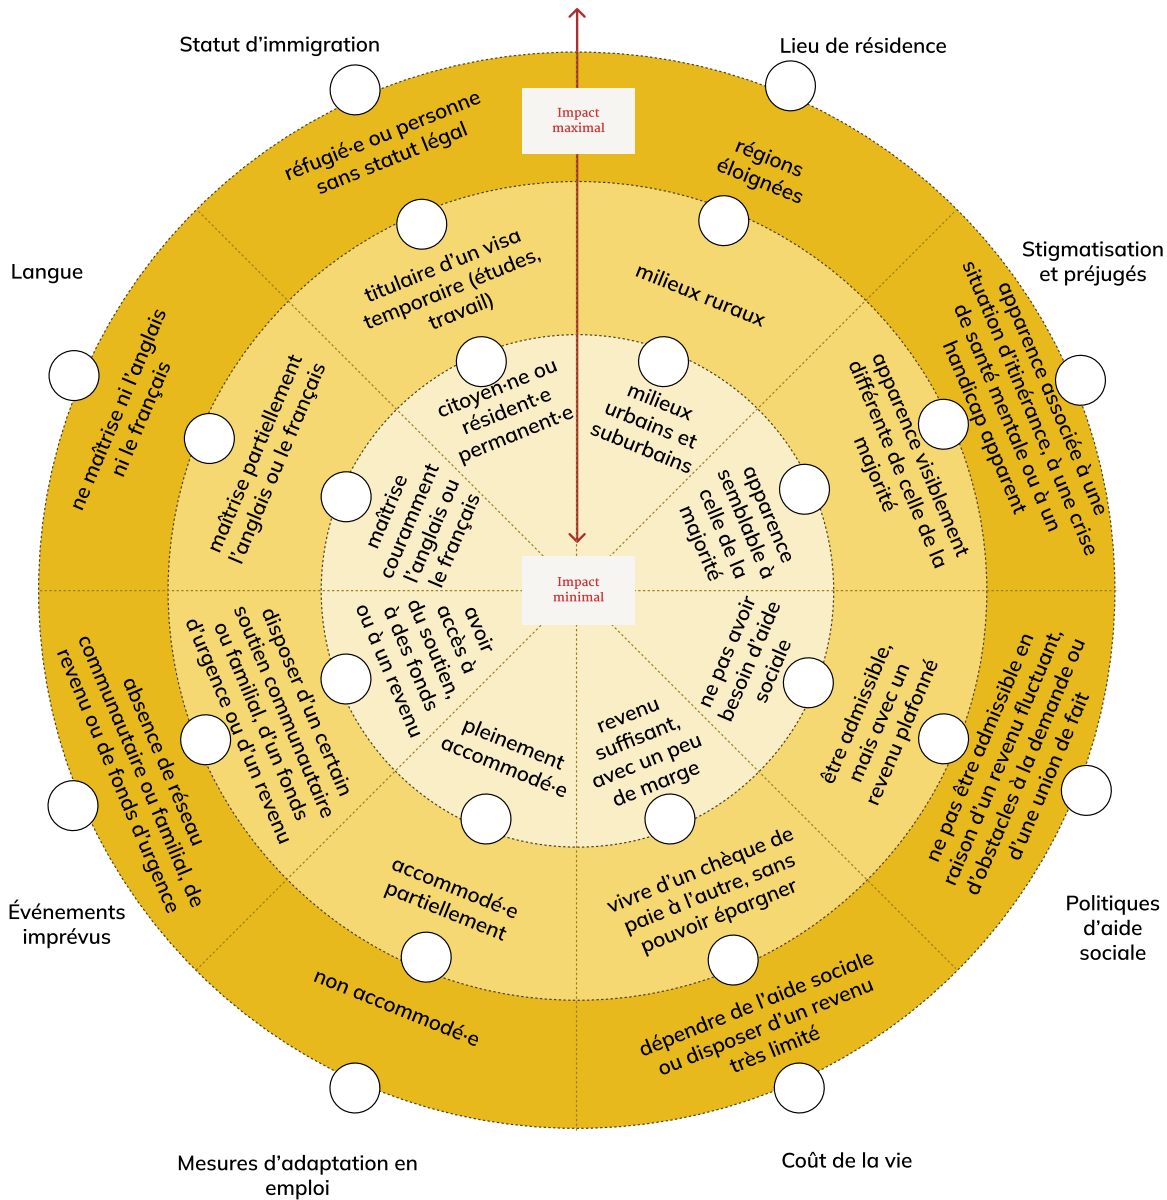 Statut d’immigration
Lieu de résidence
Impact
maximal
réfugié·e ou personne
sans statut légal
régions
éloignées
titulaire d’un visa
temporaire (études,
travail)
milieux ruraux
citoyen·ne ou
résident·e
permanent·e
milieux
urbains et
suburbains
Langue
ne maîtrise ni l’anglais
ni le français
maîtrise partiellement
l’anglais ou le français
maîtrise
couramment
l’anglais ou
le français
Stigmatisation
et préjugés
apparence associée à une
situation d’itinérance, à une crise
de santé mentale ou à un
handicap apparent
apparence visiblement
différente de celle de la
majorité
apparence
semblable à
celle de la
majorité
Impact
minimal
Événements
imprévus
absence de réseau
communautaire ou familial, de
revenu ou de fonds d’urgence
disposer d’un certain
soutien communautaire
ou familial, d’un fonds
d’urgence ou d’un revenu
avoir
accès à
du soutien,
à des fonds
ou à un revenu
ne pas avoir
besoin d’aide
sociale
être admissible,
mais avec un
revenu plafonné
ne pas être admissible en
raison d’un revenu fluctuant,
d’obstacles à la demande ou
d’une union de fait
Politiques
d’aide
sociale
pleinement
accommodé·e
accommodé·e
partiellement
non accommodé·e
Mesures d’adaptation en
emploi
revenu
suffisant,
avec un peu
de marge
vivre d’un chèque de
paie à l’autre, sans
pouvoir épargner
dépendre de l’aide sociale
ou disposer d’un revenu
très limité
Coût de la vie